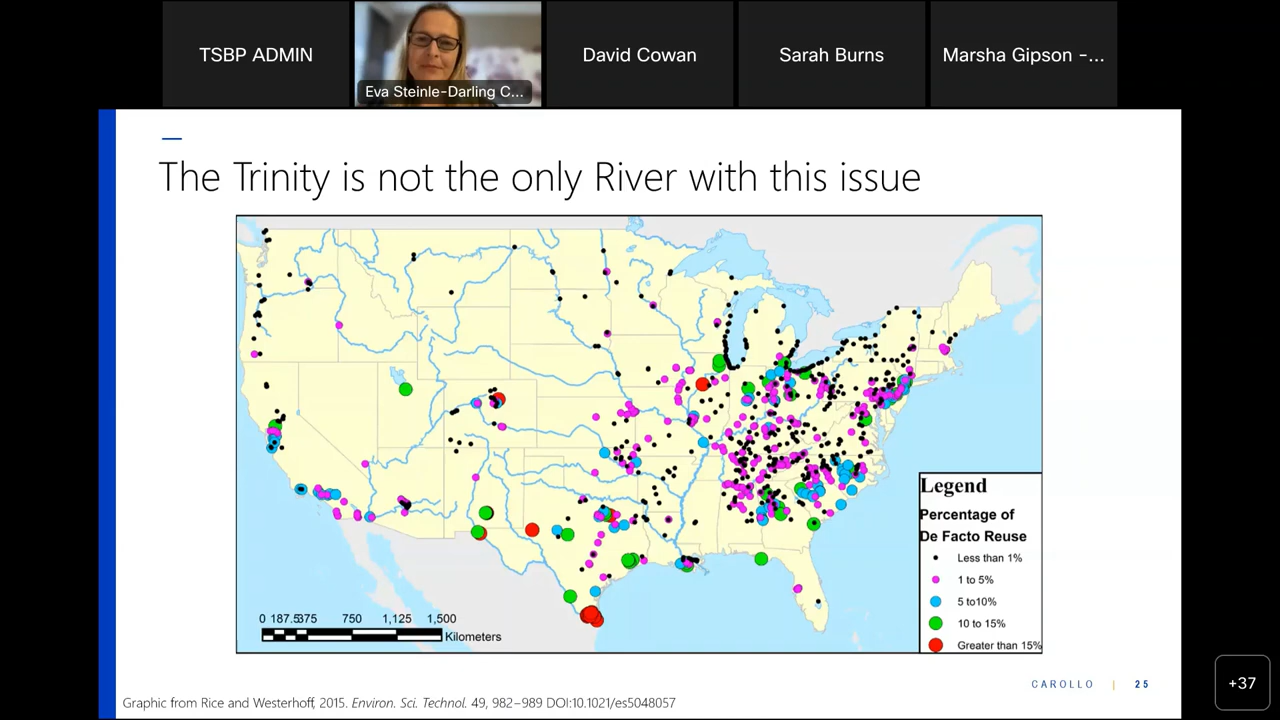 TSBP ADMIN
Eva Steinle-Darling C...
David Cowan
Sarah Burns
Marsha Gipson -...
The Trinity is not the only River with this issue
Legend
Percentage of
De Facto Reuse
Less than 1%
1 to 5%
5 to10%
10 to 15%
Greater than 15%
0 187.5375 750 1,125 1,500
Kilometers
CAROLLO | 25
+37
Graphic from Rice and Westerhoff, 2015. Environ. Sci. Technol. 49, 982−989 DOI:10.1021/es5048057